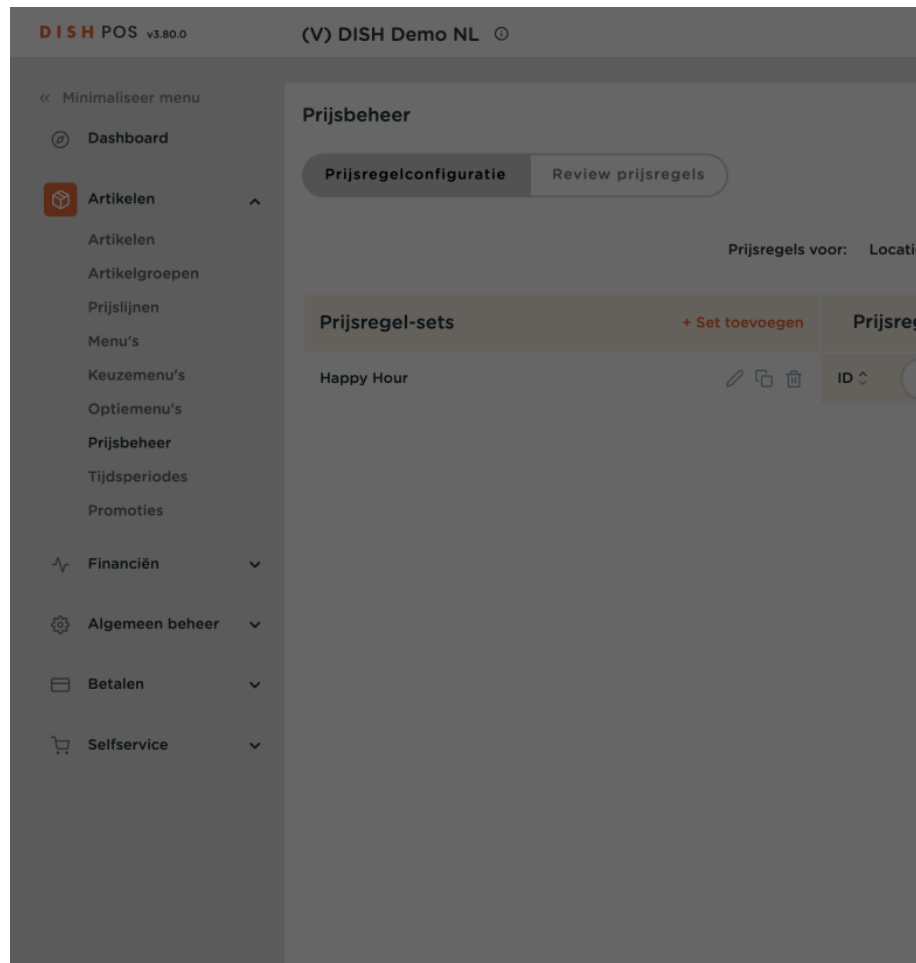 DISH POS v3.80.0
(V) DISH Demo NL
Minimaliseer menu
Dashboard
Artikelen
Artikelen
Artikelgroepen
Prijslijnen
Menu's
Keuzemenu's
Optiemenu's
Prijsbeheer
Tijdsperiodes
Promoties
Financiën
Algemeen beheer
Betalen
Selfservice
Prijsbeheer
Prijsregelconfiguratie Review prijsregels
Prijsregels voor: Locati
Prijsregel-sets + Set toevoegen Prijsreg
Happy Hour ID